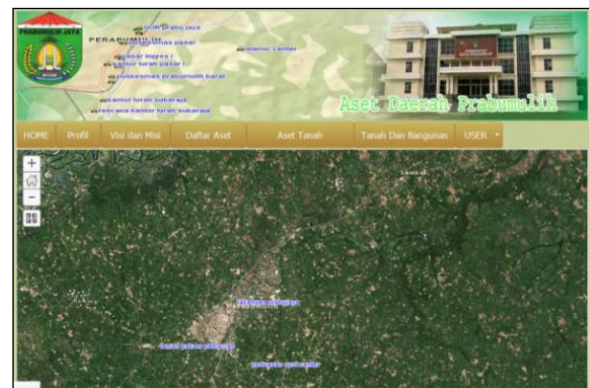 PRABUMULIH JAYA
GOR prabu jaya
PERAPUMULIH
puskesmas pasar
islamic center
pasar inpres I
kantor lurah pasar I
puskesmas prabumulih barat
kantor lurah sukaraja
rencana kantor lurah sukaraja
Aset Daerah Prabumulih
HOME Profil Visi dan Misi Daftar Aset Aset Tanah Tanah Dan Bangunan USER
+
-